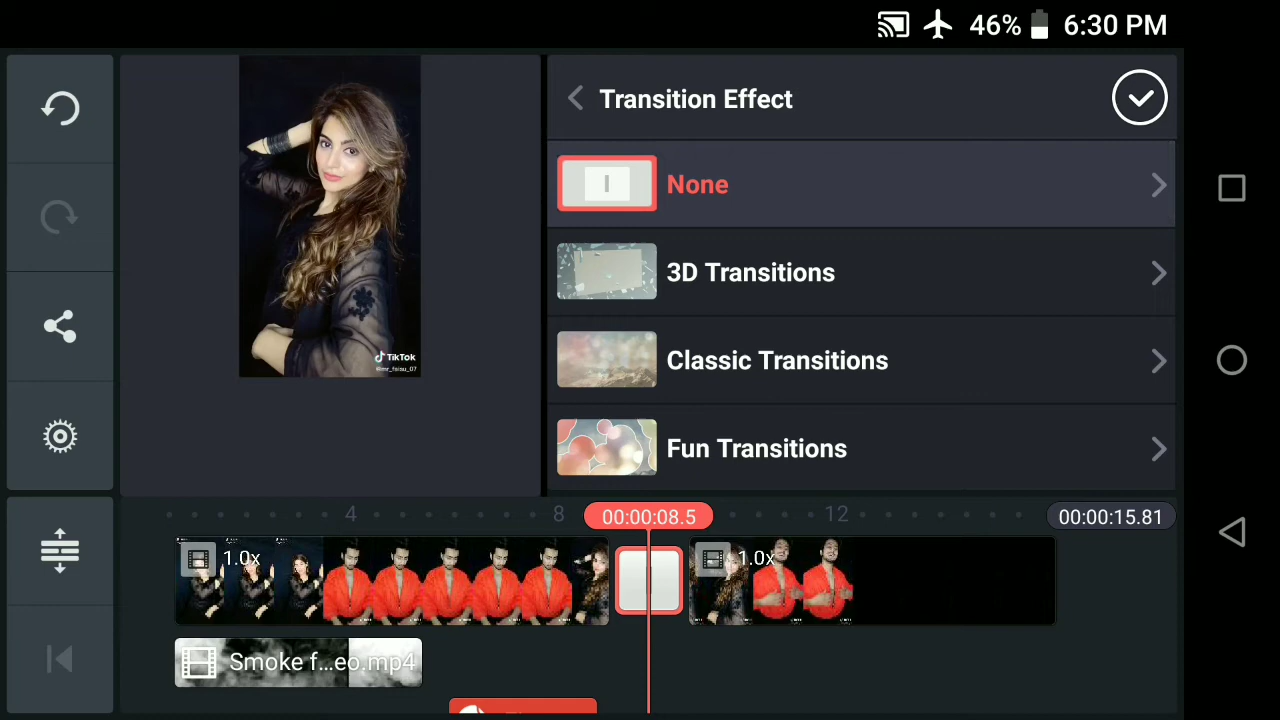 46% 6:30 PM
Transition Effect
None
3D Transitions
Classic Transitions
Fun Transitions
TikTok
@mr_faisu_07
4 8 00:00:08.5 12 00:00:15.81
1.0x 1.0x
Smoke f...eo.mp4